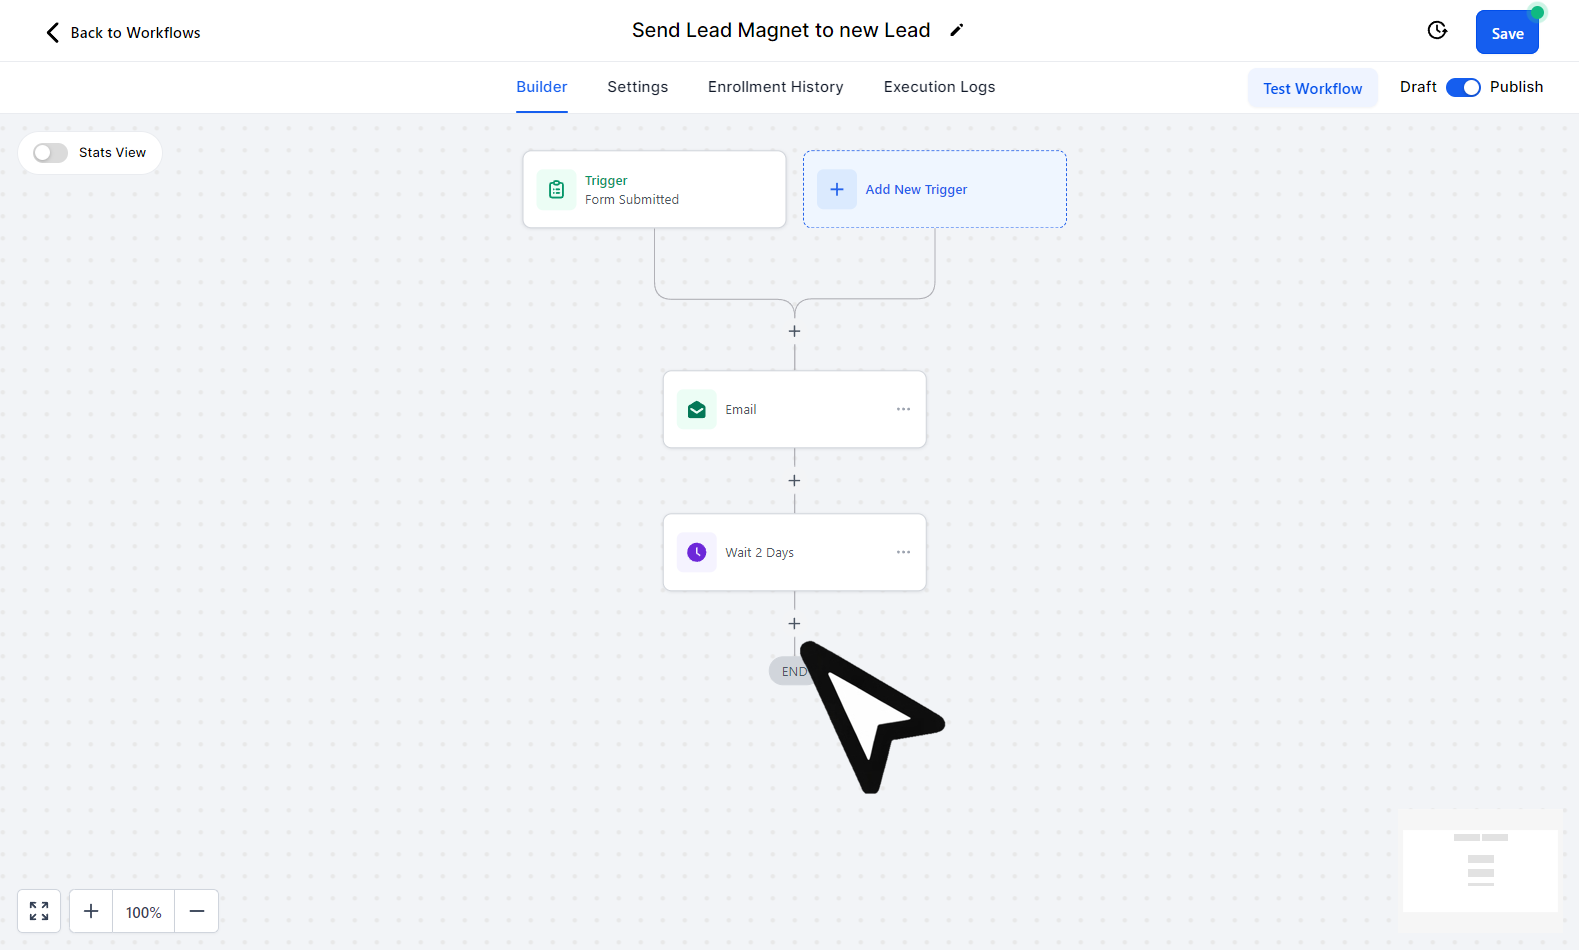 Back to Workflows
Send Lead Magnet to new Lead
Save
Builder
Settings
Enrollment History
Execution Logs
Test Workflow
Draft
Publish
Stats View
Trigger
Form Submitted
Add New Trigger
Email
Wait 2 Days
END
100%